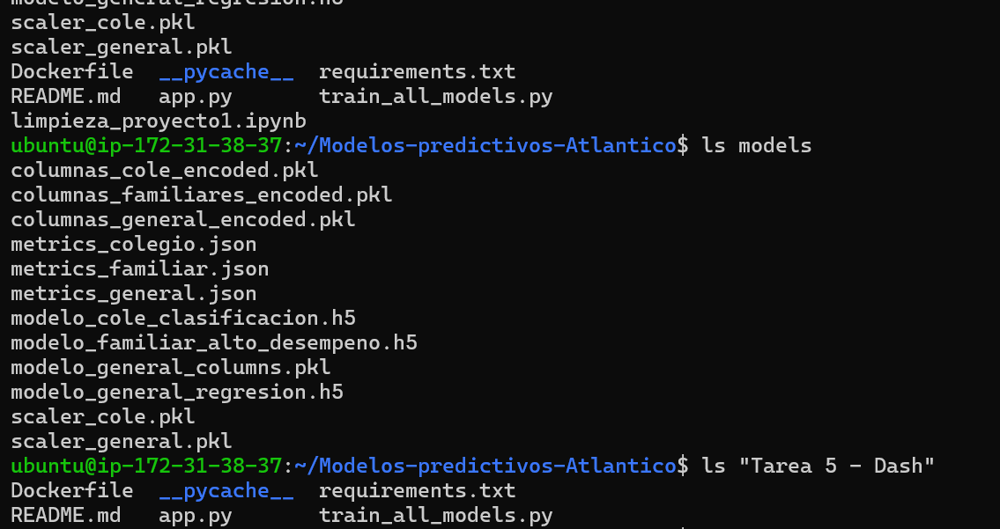 modelo_general_regresion.h5
scaler_cole.pkl
scaler_general.pkl
Dockerfile  __pycache__  requirements.txt
README.md  app.py  train_all_models.py
limpieza_proyecto1.ipynb
ubuntu@ip-172-31-38-37:~/Modelos-predictivos-Atlantico$ ls models
columnas_cole_encoded.pkl
columnas_familiares_encoded.pkl
columnas_general_encoded.pkl
metrics_colegio.json
metrics_familiar.json
metrics_general.json
modelo_cole_clasificacion.h5
modelo_familiar_alto_desempeno.h5
modelo_general_columns.pkl
modelo_general_regresion.h5
scaler_cole.pkl
scaler_general.pkl
ubuntu@ip-172-31-38-37:~/Modelos-predictivos-Atlantico$ ls "Tarea 5 - Dash"
Dockerfile  __pycache__  requirements.txt
README.md  app.py  train_all_models.py